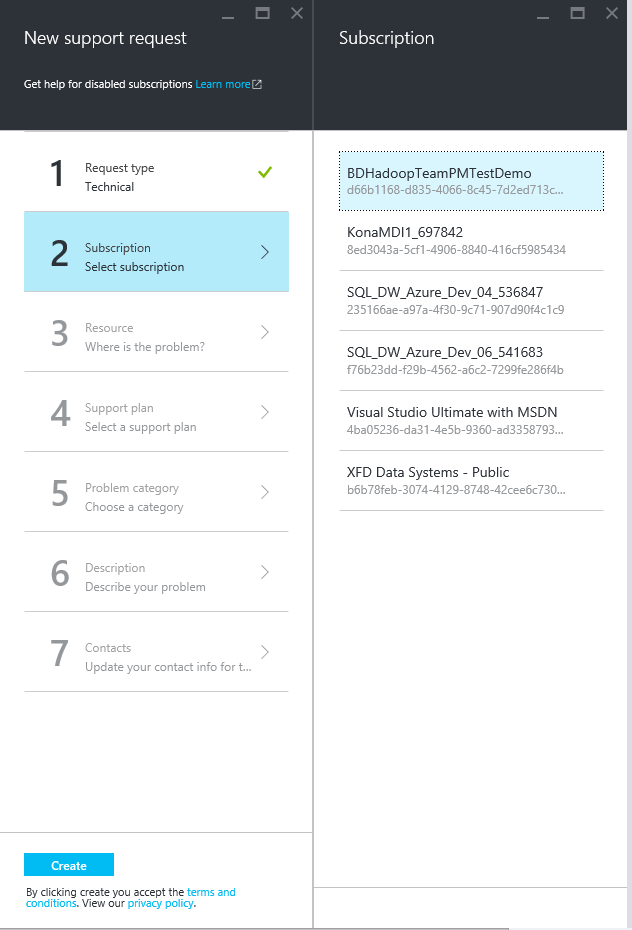 New support request
Get help for disabled subscriptions Learn more
1
Request type
Technical
2
Subscription
Select subscription
3
Resource
Where is the problem?
4
Support plan
Select a support plan
5
Problem category
Choose a category
6
Description
Describe your problem
7
Contacts
Update your contact info for t...
Create
By clicking create you accept the terms and
conditions. View our privacy policy.
Subscription
BDHadoopTeamPMTestDemo
d66b1168-d835-4066-8c45-7d2ed713c...
KonaMDI1_697842
8ed3043a-5cf1-4906-8840-416cf5985434
SQL_DW_Azure_Dev_04_536847
235166ae-a97a-4f30-9c71-907d90f4c1c9
SQL_DW_Azure_Dev_06_541683
f76b23dd-f29b-4562-a6c2-7299fe286f4b
Visual Studio Ultimate with MSDN
4ba05236-da31-4e5b-9360-ad3358793...
XFD Data Systems - Public
b6b78feb-3074-4129-8748-42cee6c730...